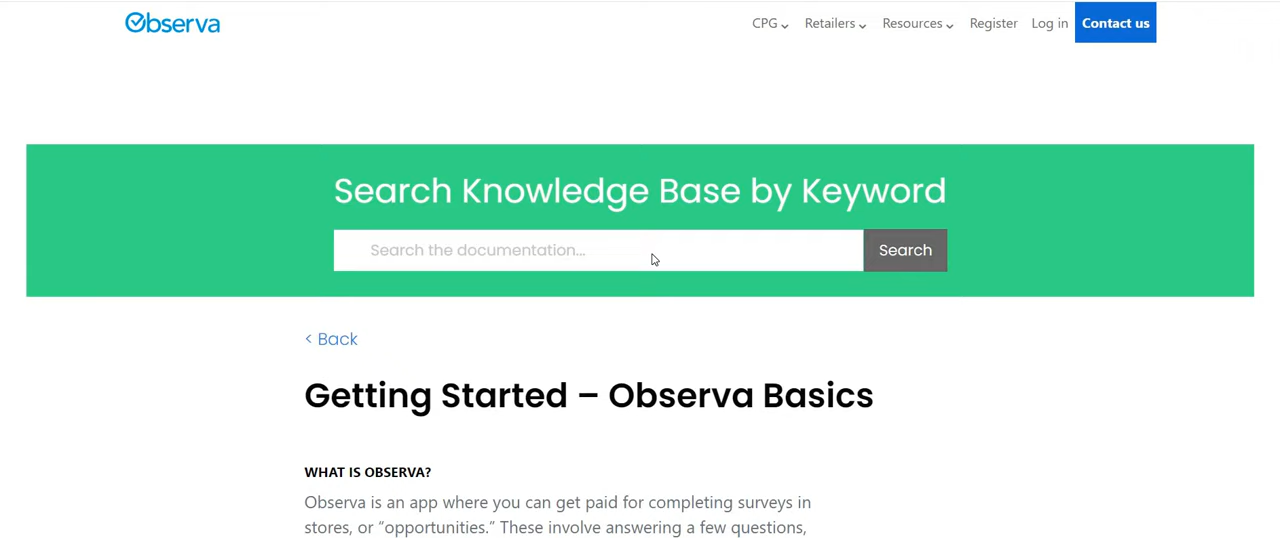 Observa
CPG Retailers Resources Register Log in Contact us
Search Knowledge Base by Keyword
Search the documentation... Search
< Back
Getting Started – Observa Basics
WHAT IS OBSERVA?
Observa is an app where you can get paid for completing surveys in
stores, or “opportunities.” These involve answering a few questions,